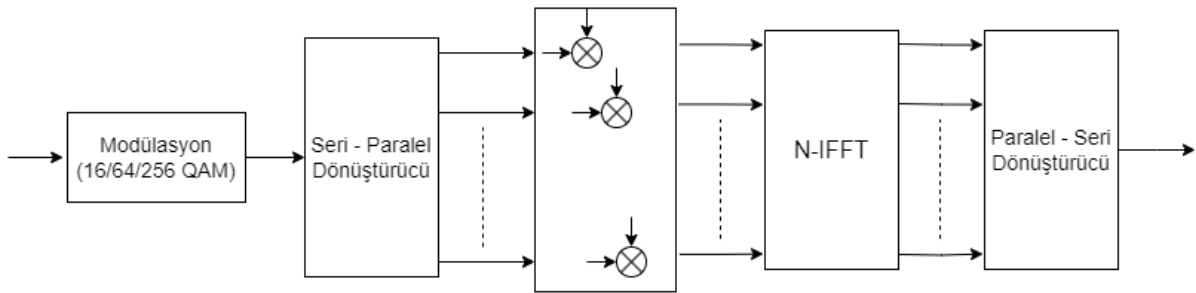 Modülasyon
(16/64/256 QAM)
Seri - Paralel
Dönüştürücü
N-IFFT
Paralel - Seri
Dönüştürücü